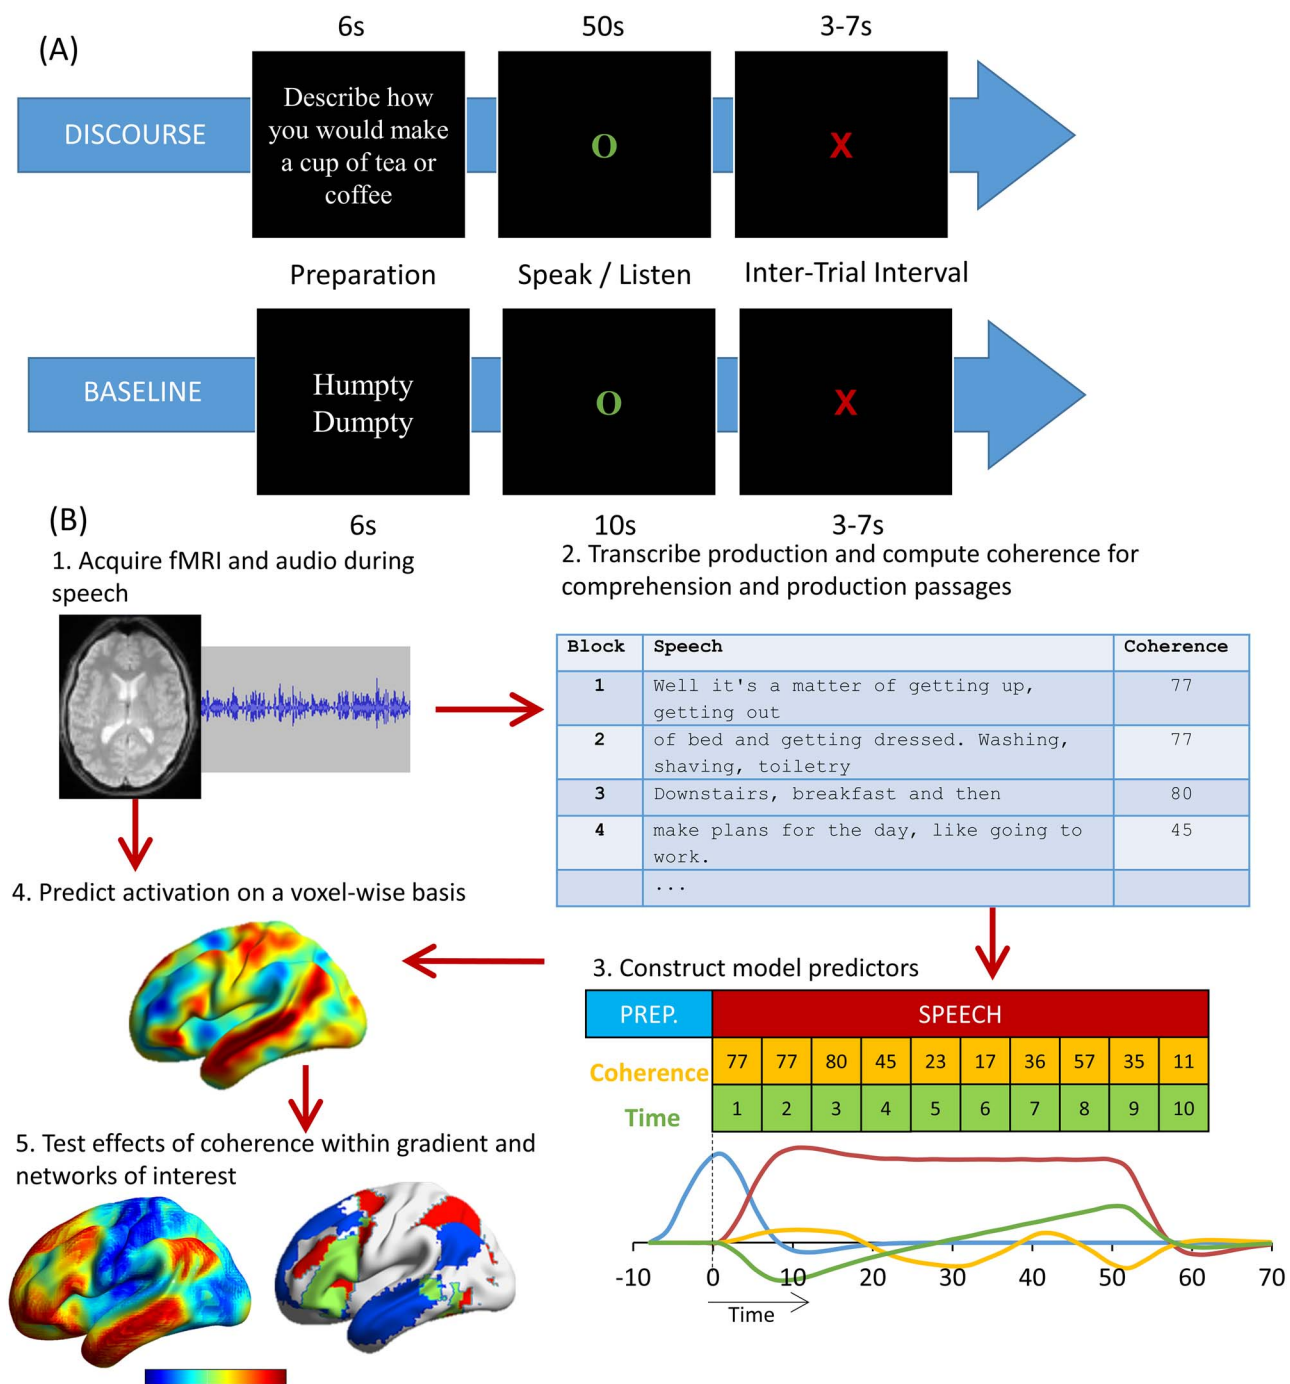 (A)
6s
50s
3-7s
DISCOURSE
Describe how
you would make
a cup of tea or
coffee
O
X
Preparation
Speak / Listen
Inter-Trial Interval
BASELINE
Humpty
Dumpty
O
X
6s
10s
3-7s
(B)
1. Acquire fMRI and audio during
speech
2. Transcribe production and compute coherence for
comprehension and production passages
Block Speech Coherence
1 Well it's a matter of getting up, 77
getting out
2 of bed and getting dressed. Washing, 77
shaving, toiletry
3 Downstairs, breakfast and then 80
4 make plans for the day, like going to 45
work.
...
4. Predict activation on a voxel-wise basis
3. Construct model predictors
PREP. SPEECH
Coherence 77 77 80 45 23 17 36 57 35 11
Time 1 2 3 4 5 6 7 8 9 10
5. Test effects of coherence within gradient and
networks of interest
-10 0 10 20 30 40 50 60 70
Time